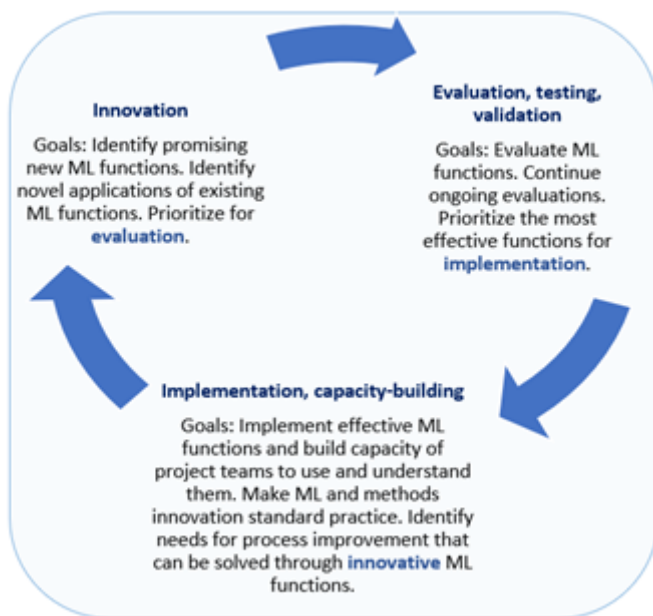 Innovation
Goals: Identify promising
new ML functions. Identify
novel applications of existing
ML functions. Prioritize for
evaluation.
Evaluation, testing,
validation
Goals: Evaluate ML
functions. Continue
ongoing evaluations.
Prioritize the most
effective functions for
implementation.
Implementation, capacity-building
Goals: Implement effective ML
functions and build capacity of
project teams to use and understand
them. Make ML and methods
innovation standard practice. Identify
needs for process improvement that
can be solved through innovative ML
functions.